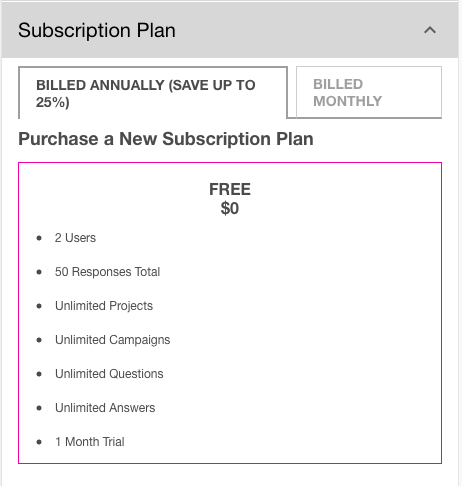 Subscription Plan
BILLED ANNUALLY (SAVE UP TO
25%)
BILLED
MONTHLY
Purchase a New Subscription Plan
FREE
$0
2 Users
50 Responses Total
Unlimited Projects
Unlimited Campaigns
Unlimited Questions
Unlimited Answers
1 Month Trial